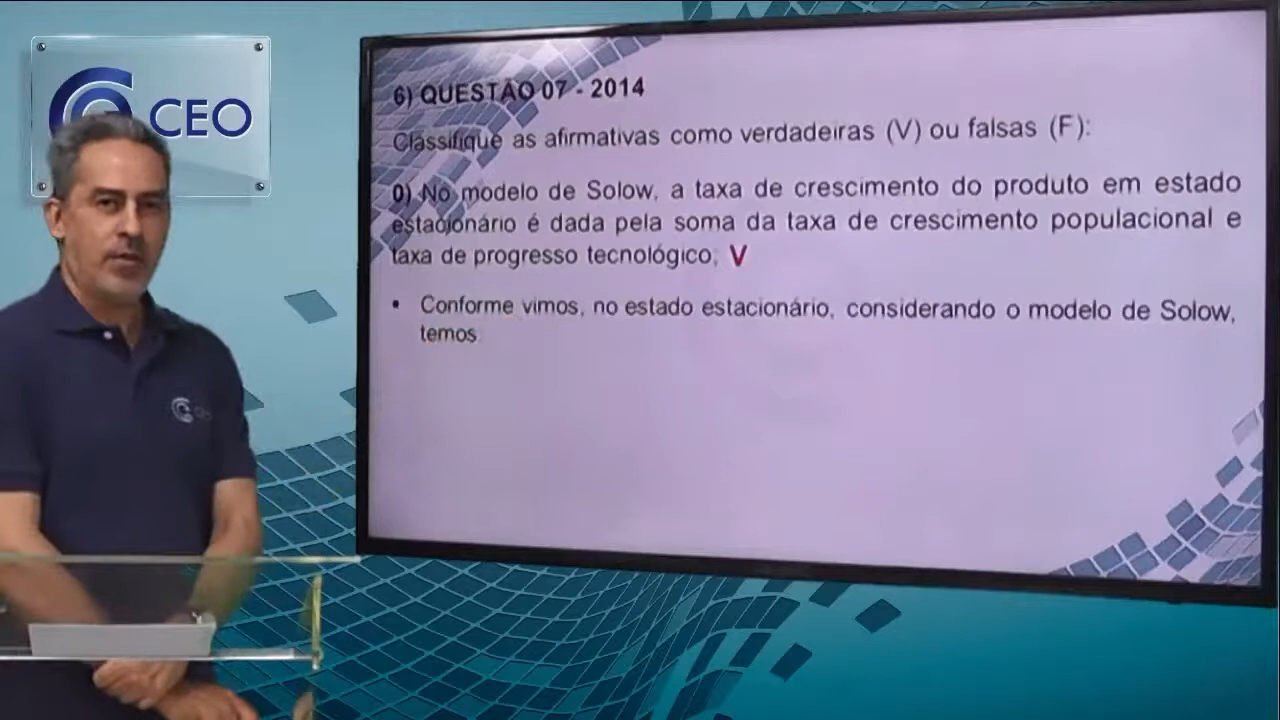 CEO
6) QUESTÃO 07 - 2014
Classifique as afirmativas como verdadeiras (V) ou falsas (F):
0) No modelo de Solow, a taxa de crescimento do produto em estado
estacionário é dada pela soma da taxa de crescimento populacional e
taxa de progresso tecnológico; V
• Conforme vimos, no estado estacionário, considerando o modelo de Solow,
temos
CEO